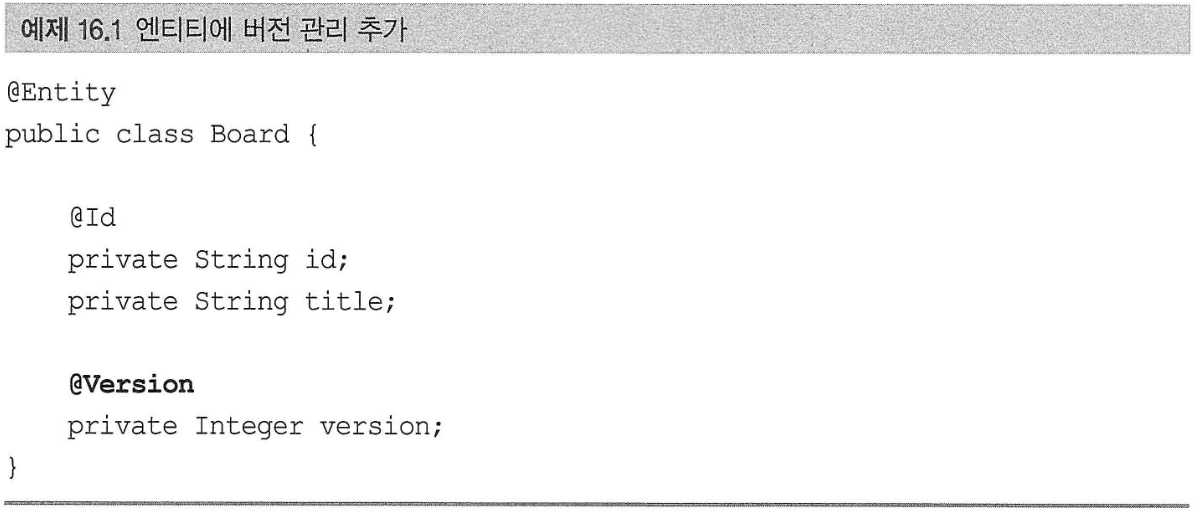 예제 16.1 엔티티에 버전 관리 추가
@Entity
public class Board {
    @Id
    private String id;
    private String title;
    @Version
    private Integer version;
}